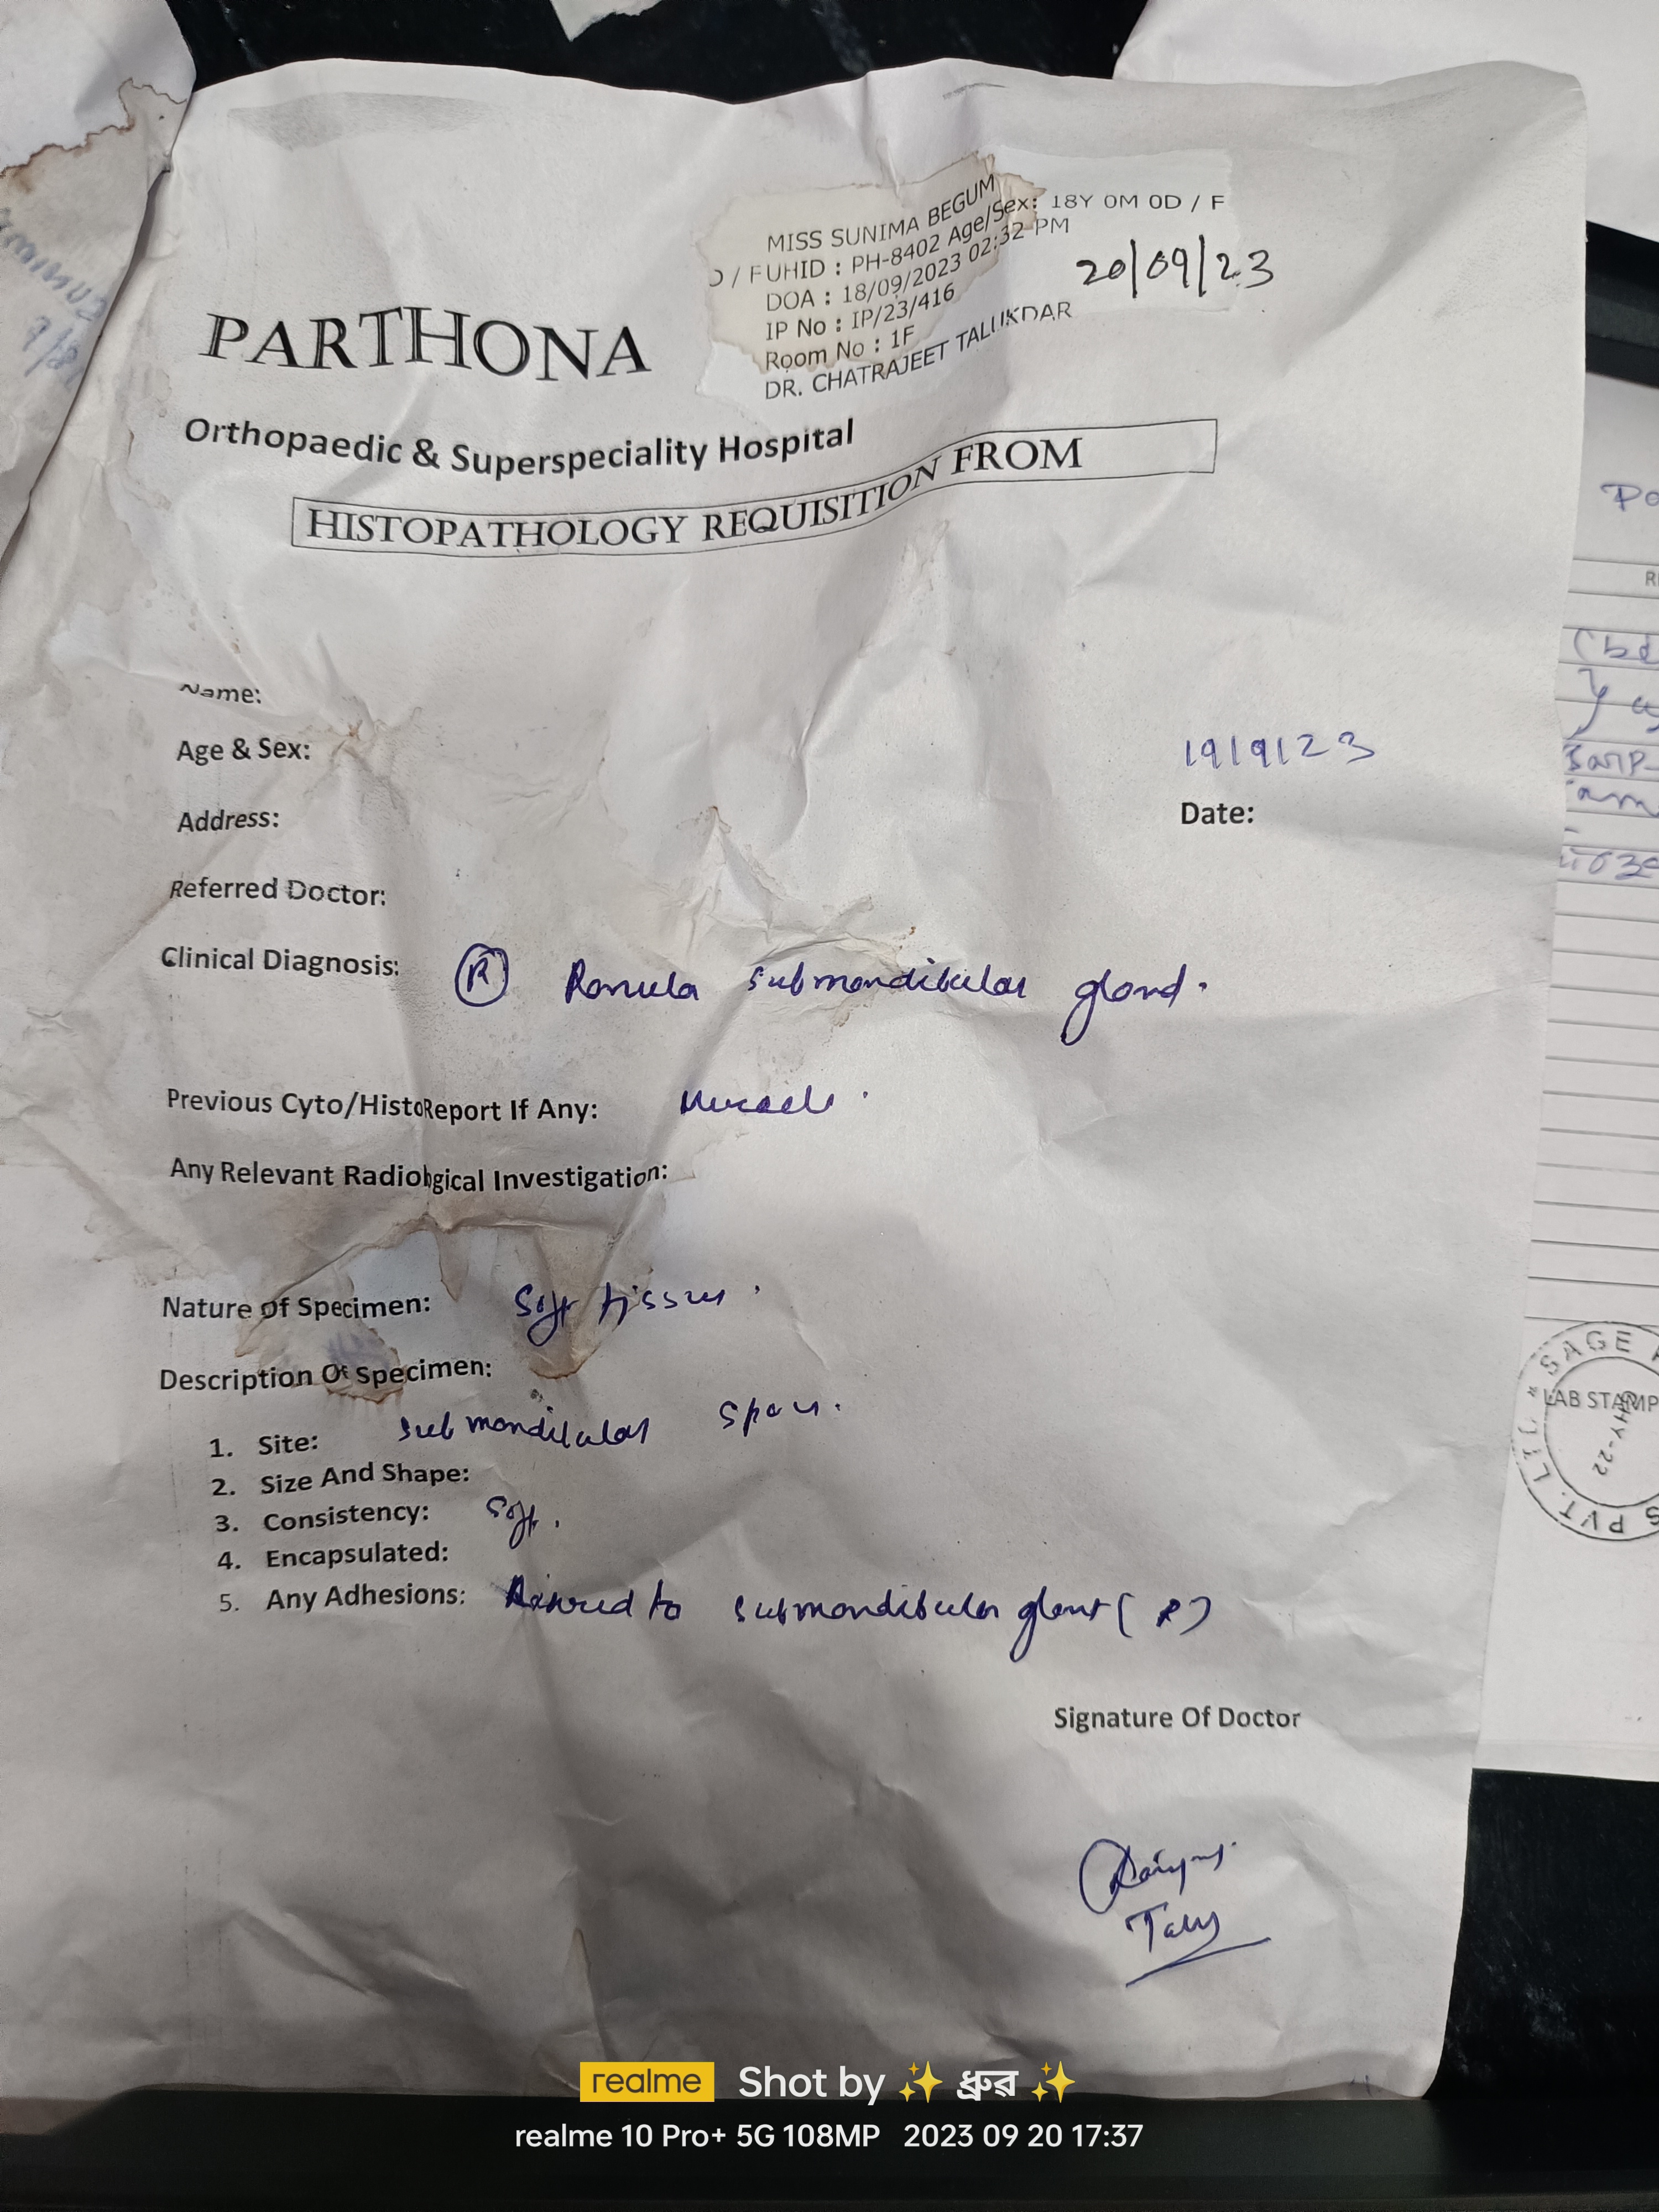 MISS SUNIMA BEGUM
D / FUHID : PH-8402 Age/Sex: 18Y 0M 0D / F
DOA : 18/09/2023 02:32 PM
IP No : IP/23/416
Room No : 1F
DR. CHATRAJEET TALUKDAR
20/09/23
PARTHONA
Orthopaedic & Superspeciality Hospital
HISTOPATHOLOGY REQUISITION FROM
Name:
Age & Sex:
19/9/23
Address:
Date:
Referred Doctor:
Clinical Diagnosis: (R) Ranula submandibular gland.
Previous Cyto/HistoReport If Any:
Any Relevant Radiological Investigation:
Nature Of Specimen: Soft tissue.
Description Of Specimen:
1. Site: submandibular space.
2. Size And Shape:
3. Consistency: Soft.
4. Encapsulated:
5. Any Adhesions: to submandibular gland (R)
Signature Of Doctor
SAGE
LAB STAMP
GHY-22
PVT. LTD
realme Shot by ✨ ধ্ৰুৱ ✨
realme 10 Pro+ 5G 108MP 2023 09 20 17:37